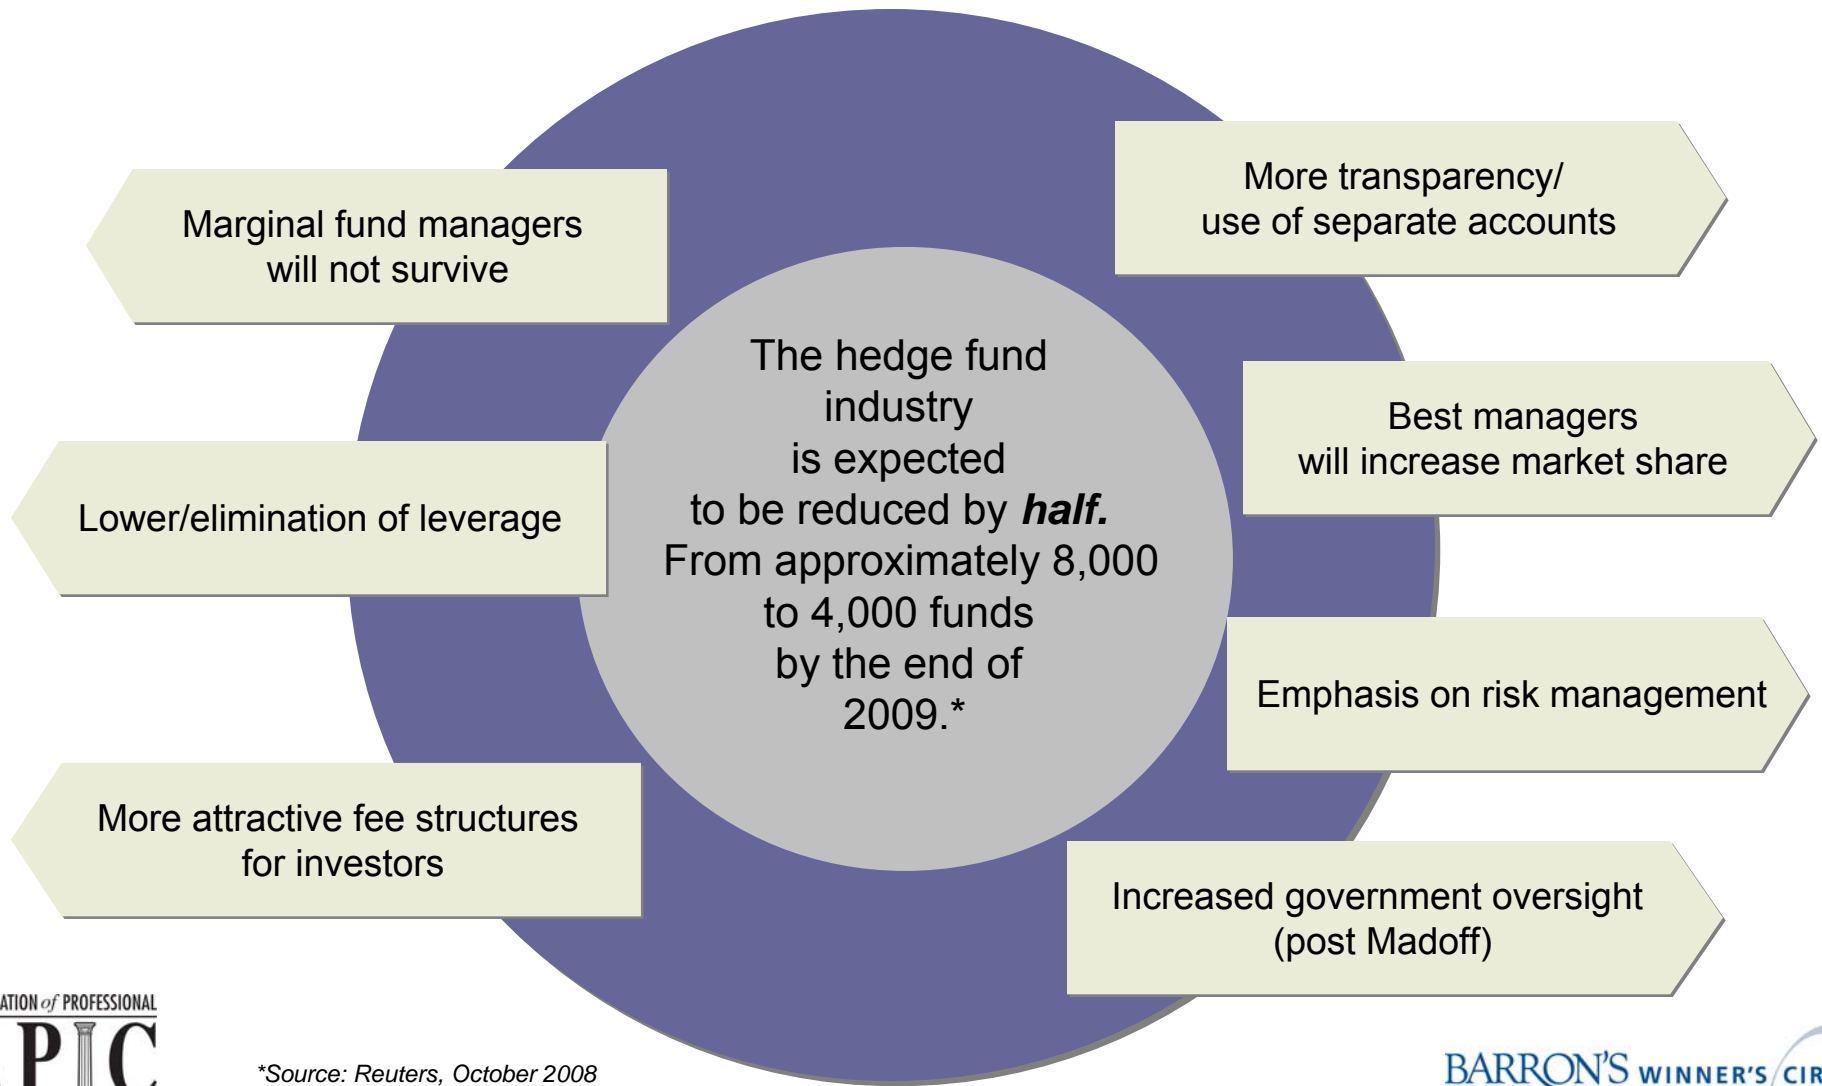 Marginal fund managers
will not survive
Lower/elimination of leverage
More attractive fee structures
for investors
The hedge fund
industry
is expected
to be reduced by half.
From approximately 8,000
to 4,000 funds
by the end of
2009.*
More transparency/
use of separate accounts
Best managers
will increase market share
Emphasis on risk management
Increased government oversight
(post Madoff)
ATION of PROFESSIONAL
PIC
*Source: Reuters, October 2008
BARRON'S WINNER'S CIR